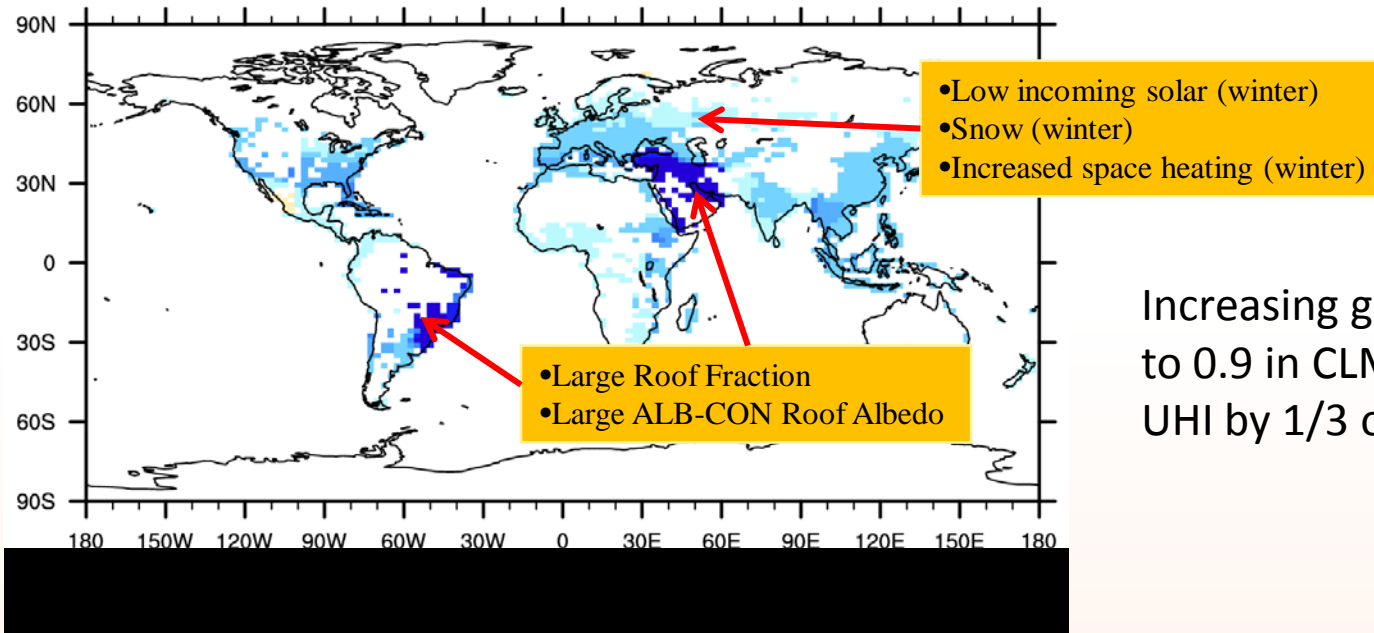 90N
60N
30N
0
30S
60S
90S
180 150W 120W 90W 60W 30W 0 30E 60E 90E 120E 150E 180
•Low incoming solar (winter)
•Snow (winter)
•Increased space heating (winter)
•Large Roof Fraction
•Large ALB-CON Roof Albedo
Increasing g
to 0.9 in CLM
UHI by 1/3 o